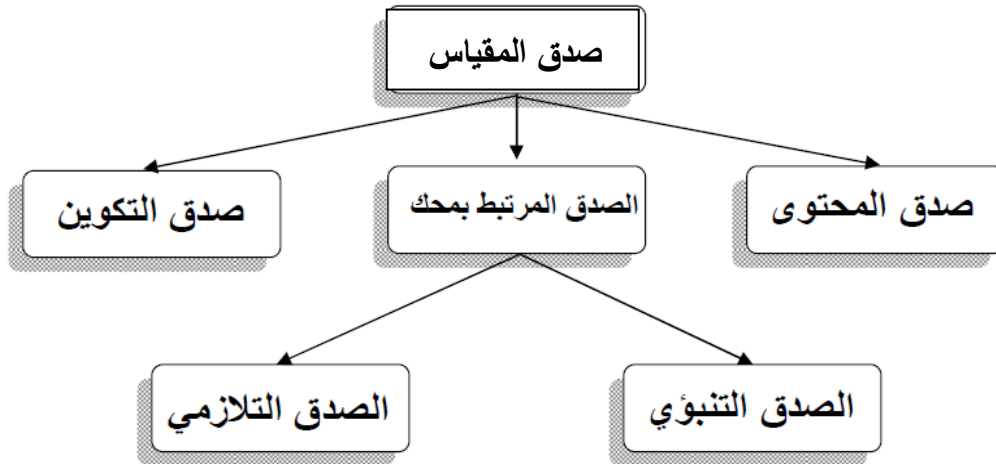 صدق المقياس
صدق المحتوى
الصدق المرتبط بمحك
صدق التكوين
الصدق التنبؤي
الصدق التلازمي